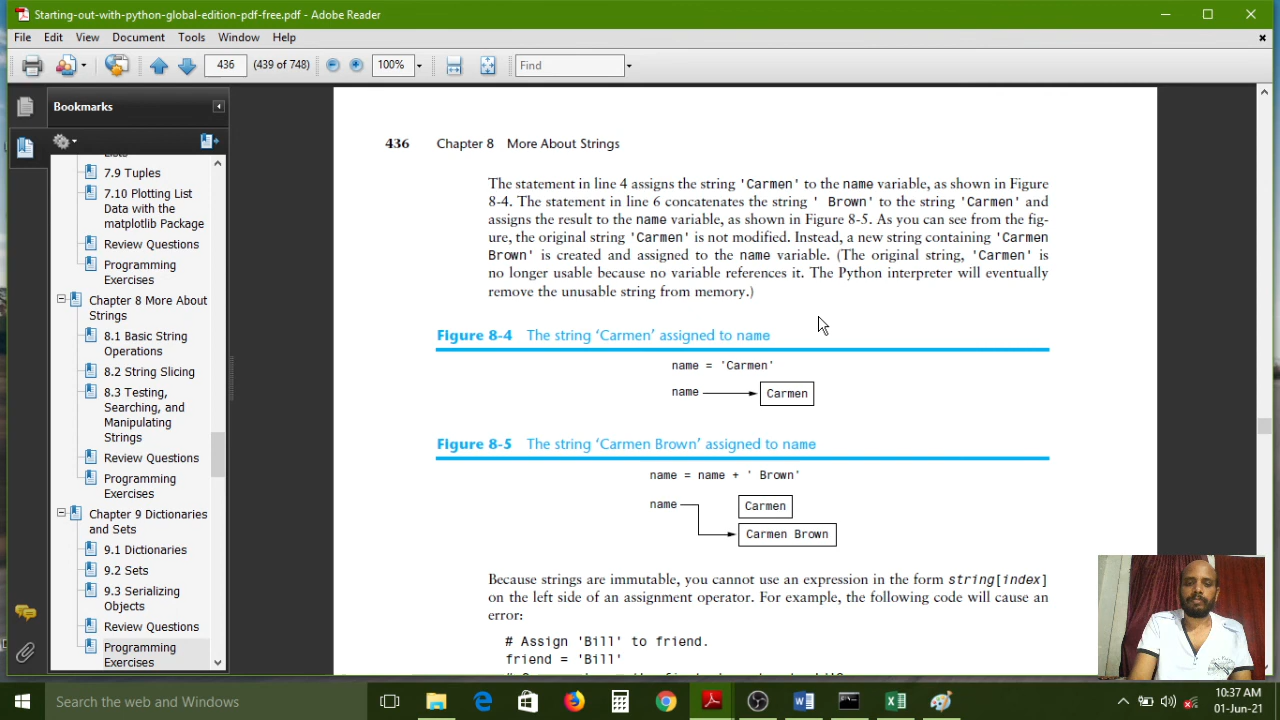 Starting-out-with-python-global-edition-pdf-free.pdf - Adobe Reader
File Edit View Document Tools Window Help
436 (439 of 748) 100% Find
Bookmarks
7.9 Tuples
7.10 Plotting List
Data with the
matplotlib Package
Review Questions
Programming
Exercises
Chapter 8 More About
Strings
8.1 Basic String
Operations
8.2 String Slicing
8.3 Testing,
Searching, and
Manipulating
Strings
Review Questions
Programming
Exercises
Chapter 9 Dictionaries
and Sets
9.1 Dictionaries
9.2 Sets
9.3 Serializing
Objects
Review Questions
Programming
Exercises
436 Chapter 8 More About Strings
The statement in line 4 assigns the string 'Carmen' to the name variable, as shown in Figure
8-4. The statement in line 6 concatenates the string ' Brown' to the string 'Carmen' and
assigns the result to the name variable, as shown in Figure 8-5. As you can see from the fig-
ure, the original string 'Carmen' is not modified. Instead, a new string containing 'Carmen
Brown' is created and assigned to the name variable. (The original string, 'Carmen' is
no longer usable because no variable references it. The Python interpreter will eventually
remove the unusable string from memory.)
Figure 8-4 The string ‘Carmen’ assigned to name
name = 'Carmen'
name Carmen
Figure 8-5 The string ‘Carmen Brown’ assigned to name
name = name + ' Brown'
name Carmen
Carmen Brown
Because strings are immutable, you cannot use an expression in the form string[index]
on the left side of an assignment operator. For example, the following code will cause an
error:
# Assign 'Bill' to friend.
friend = 'Bill'
Search the web and Windows
10:37 AM
01-Jun-21